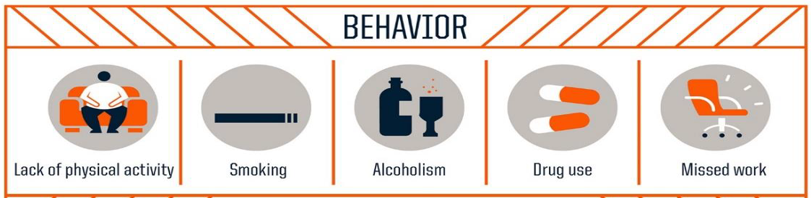 BEHAVIOR
Lack of physical activity
Smoking
Alcoholism
Drug use
Missed work